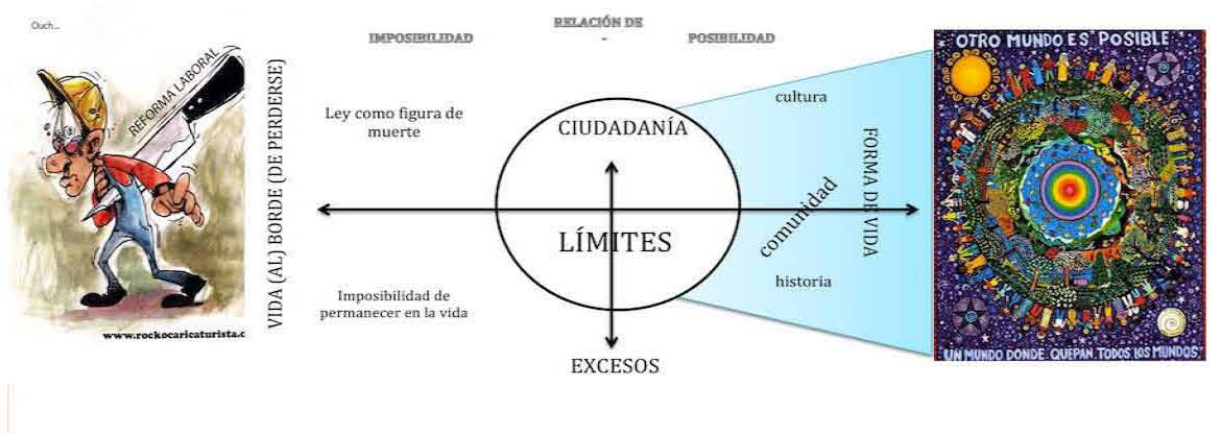 Ouch...
REFORMA LABORAL
www.rockocaricaturista.c
VIDA (AL) BORDE (DE PERDERSE)
RELACIÓN DE
IMPOSIBILIDAD - POSIBILIDAD
Ley como figura de
muerte
Imposibilidad de
permanecer en la vida
CIUDADANÍA
LÍMITES
EXCESOS
cultura
comunidad
historia
FORMA DE VIDA
OTRO MUNDO ES POSIBLE
UN MUNDO DONDE QUEPAN TODOS LOS MUNDOS